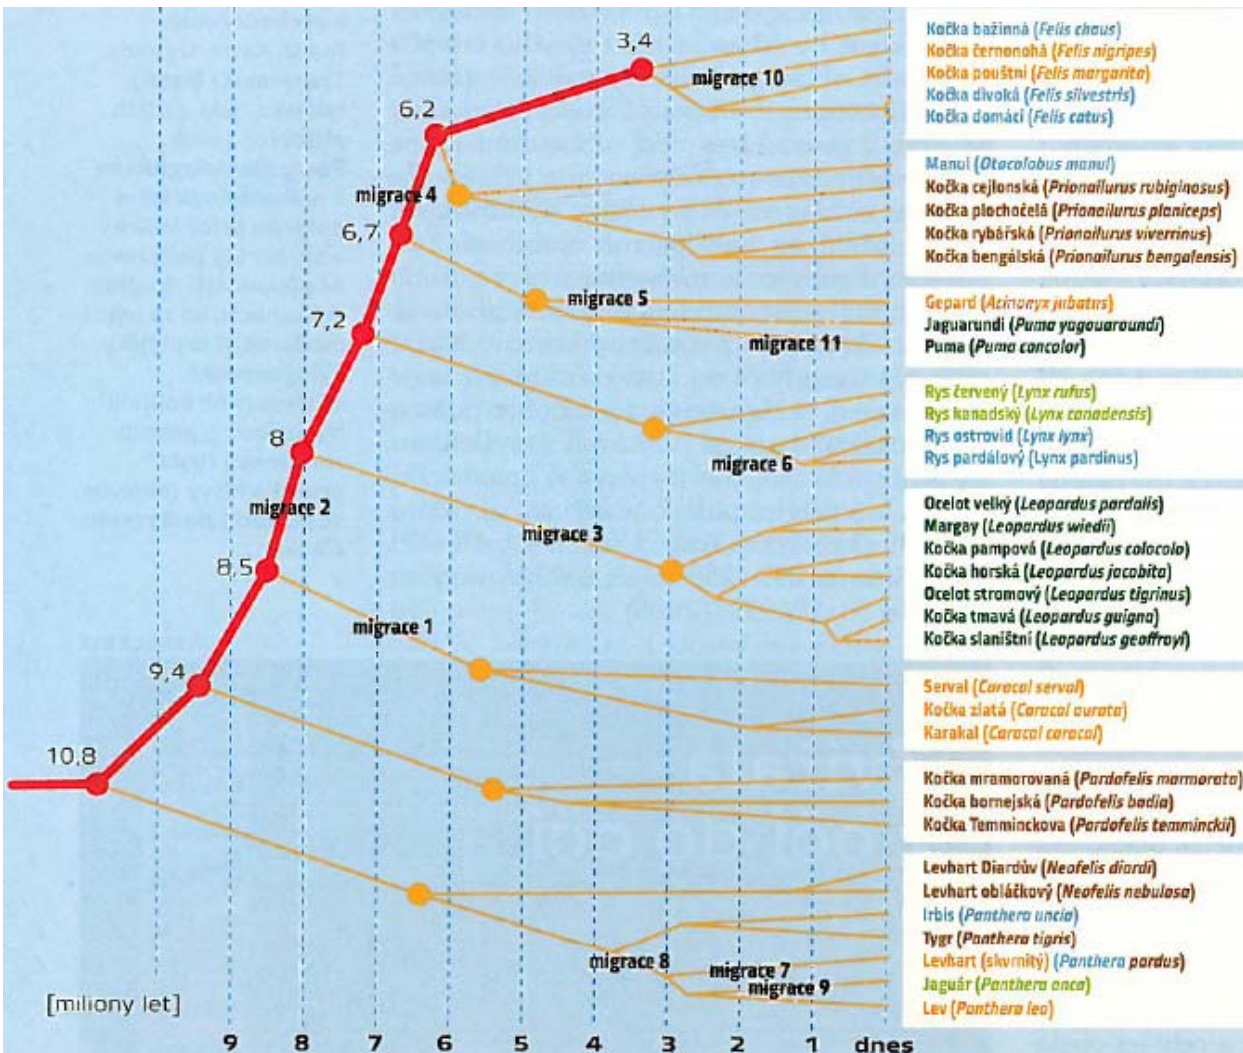 3,4
migrace 10
6,2
migrace 4
6,7
migrace 5
7,2
migrace 11
8
migrace 6
migrace 2
migrace 3
8,5
migrace 1
9,4
10,8
migrace 8
migrace 7
migrace 9
[miliony let]
9 8 7 6 5 4 3 2 1 dnes
Kočka bažinná (Felis chaus)
Kočka černonohá (Felis nigripes)
Kočka pouštní (Felis margarita)
Kočka divoká (Felis silvestris)
Kočka domácí (Felis catus)
Manul (Otocolobus manul)
Kočka cejlonská (Prionailurus rubiginosus)
Kočka plochočelá (Prionailurus planiceps)
Kočka rybářská (Prionailurus viverrinus)
Kočka bengálská (Prionailurus bengalensis)
Gepard (Acinonyx jubatus)
Jaguarundi (Puma yagouaroundi)
Puma (Puma concolor)
Rys červený (Lynx rufus)
Rys kanadský (Lynx canadensis)
Rys ostrovid (Lynx lynx)
Rys pardálový (Lynx pardinus)
Ocelot velký (Leopardus pardalis)
Margay (Leopardus wiedii)
Kočka pampová (Leopardus colocolo)
Kočka horská (Leopardus jacobita)
Ocelot stromový (Leopardus tigrinus)
Kočka tmavá (Leopardus guigna)
Kočka slaništní (Leopardus geoffroyi)
Serval (Caracal serval)
Kočka zlatá (Caracal aurata)
Karakal (Caracal caracal)
Kočka mramorovaná (Pardofelis marmorata)
Kočka bornejská (Pardofelis badia)
Kočka Temminckova (Pardofelis temminckii)
Levhart Diardův (Neofelis diardi)
Levhart obláčkový (Neofelis nebulosa)
Irbis (Panthera uncia)
Tygr (Panthera tigris)
Levhart (skvrnitý) (Panthera pardus)
Jaguár (Panthera onca)
Lev (Panthera leo)